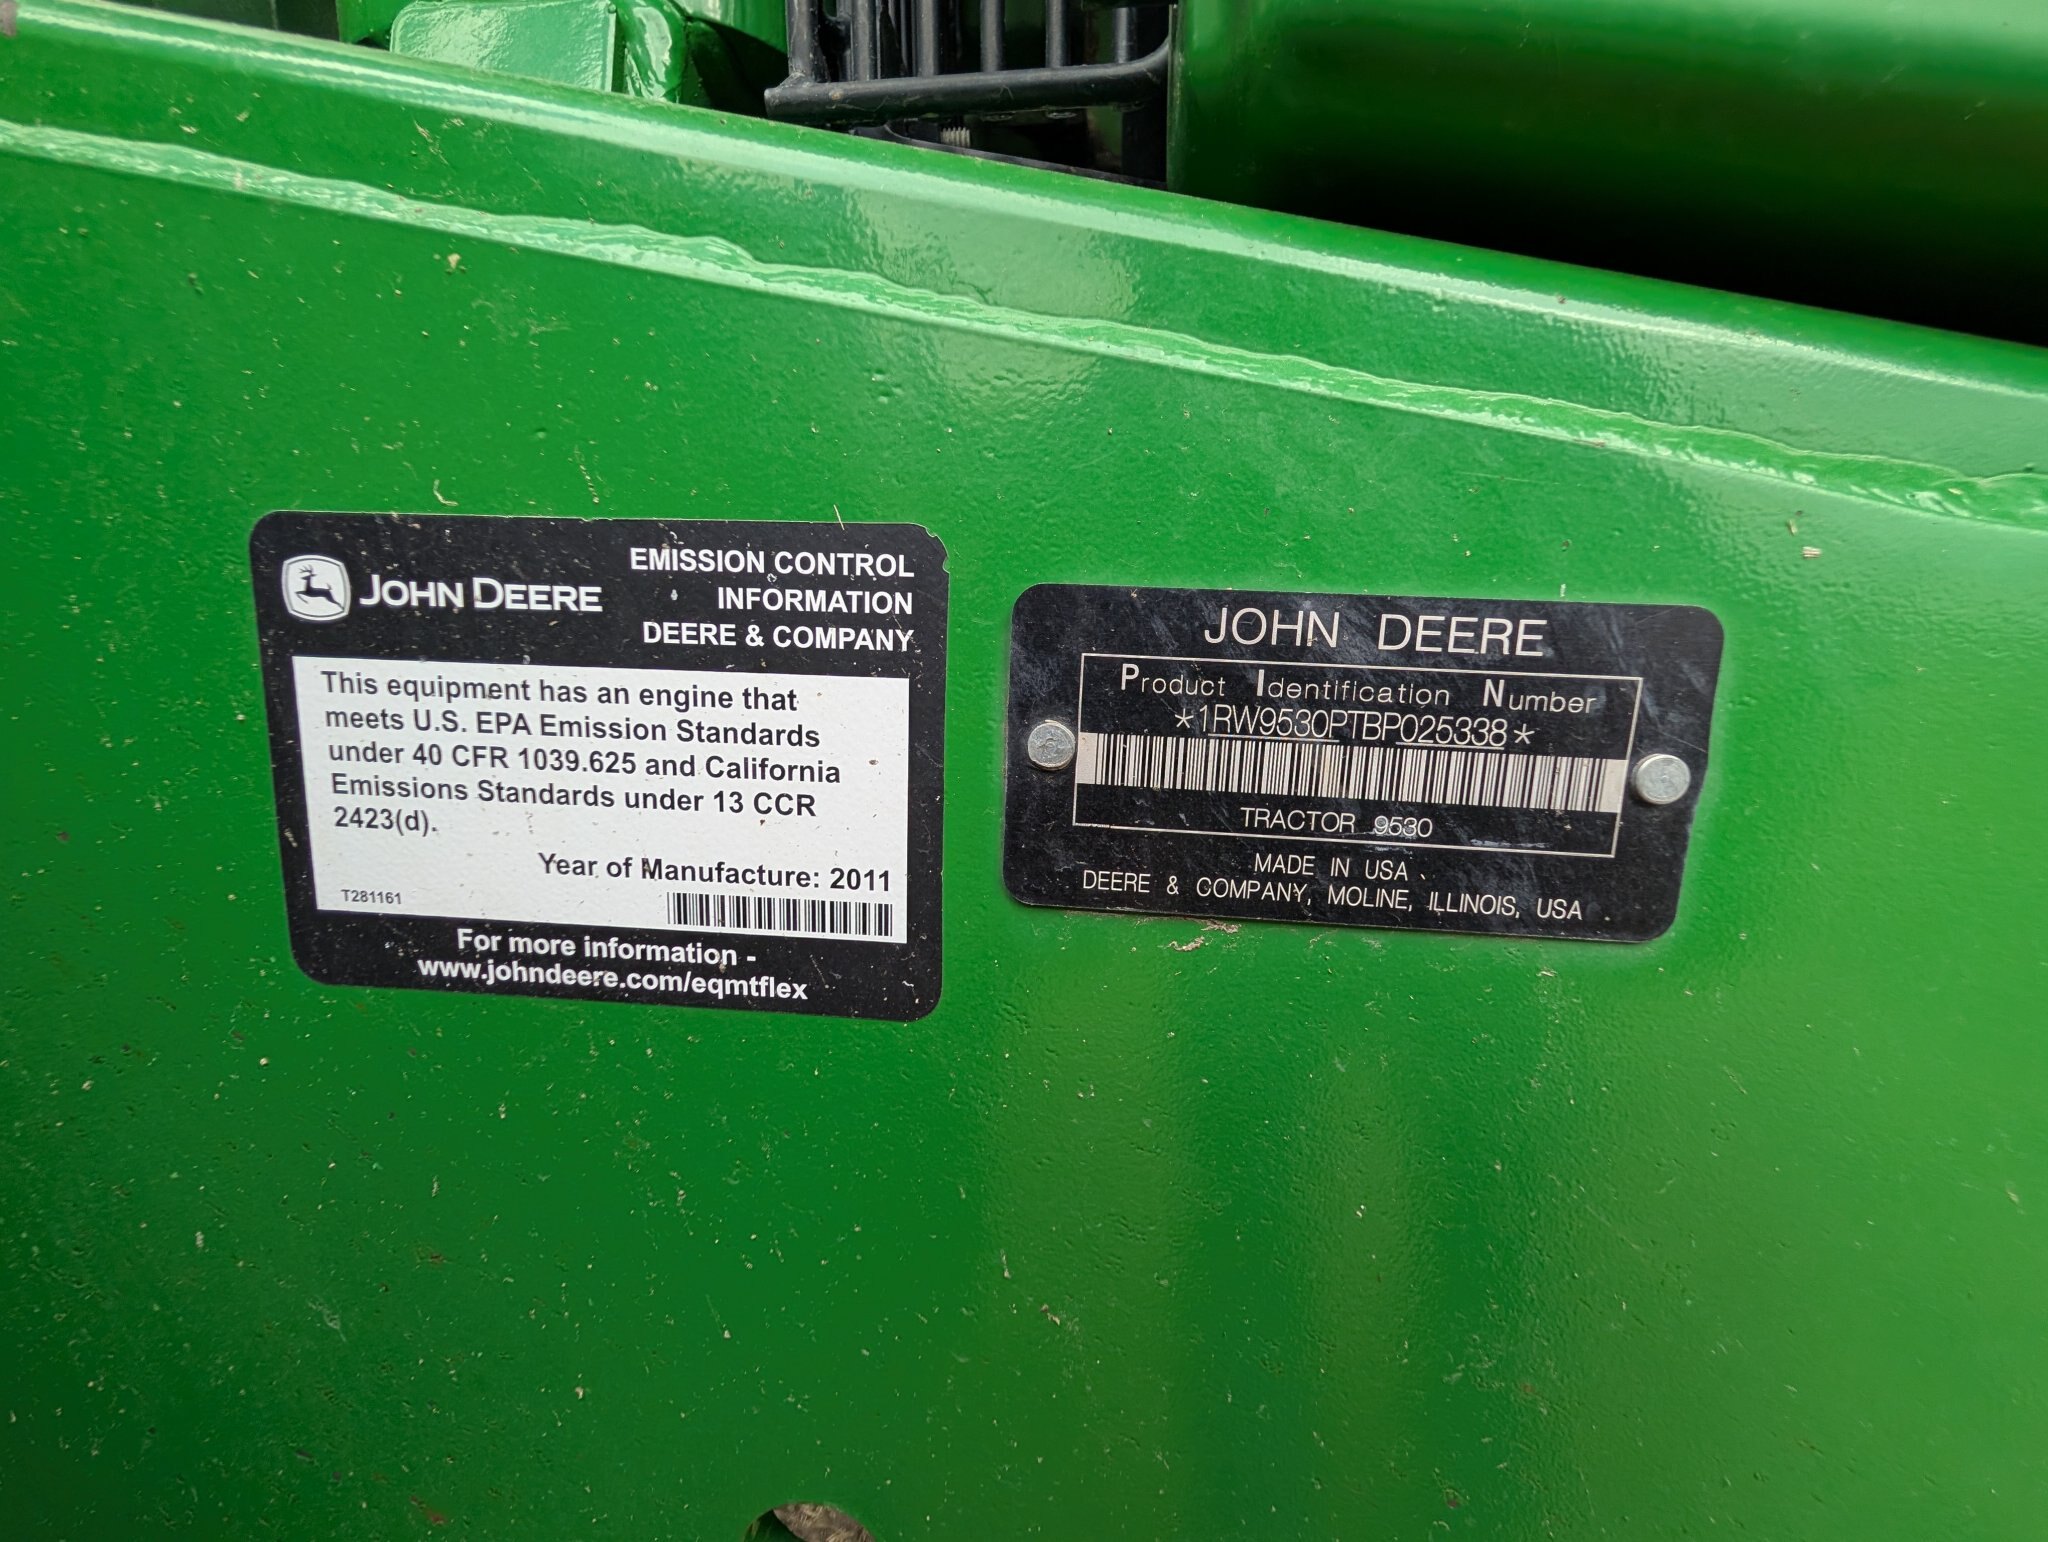 JOHN DEERE
EMISSION CONTROL
INFORMATION
DEERE & COMPANY
This equipment has an engine that
meets U.S. EPA Emission Standards
under 40 CFR 1039.625 and California
Emissions Standards under 13 CCR
2423(d).
Year of Manufacture: 2011
T281161
For more information -
www.johndeere.com/eqmtflex
JOHN DEERE
Product Identification Number
*1RW9530PTBP025338*
TRACTOR 9530
MADE IN USA
DEERE & COMPANY, MOLINE, ILLINOIS, USA